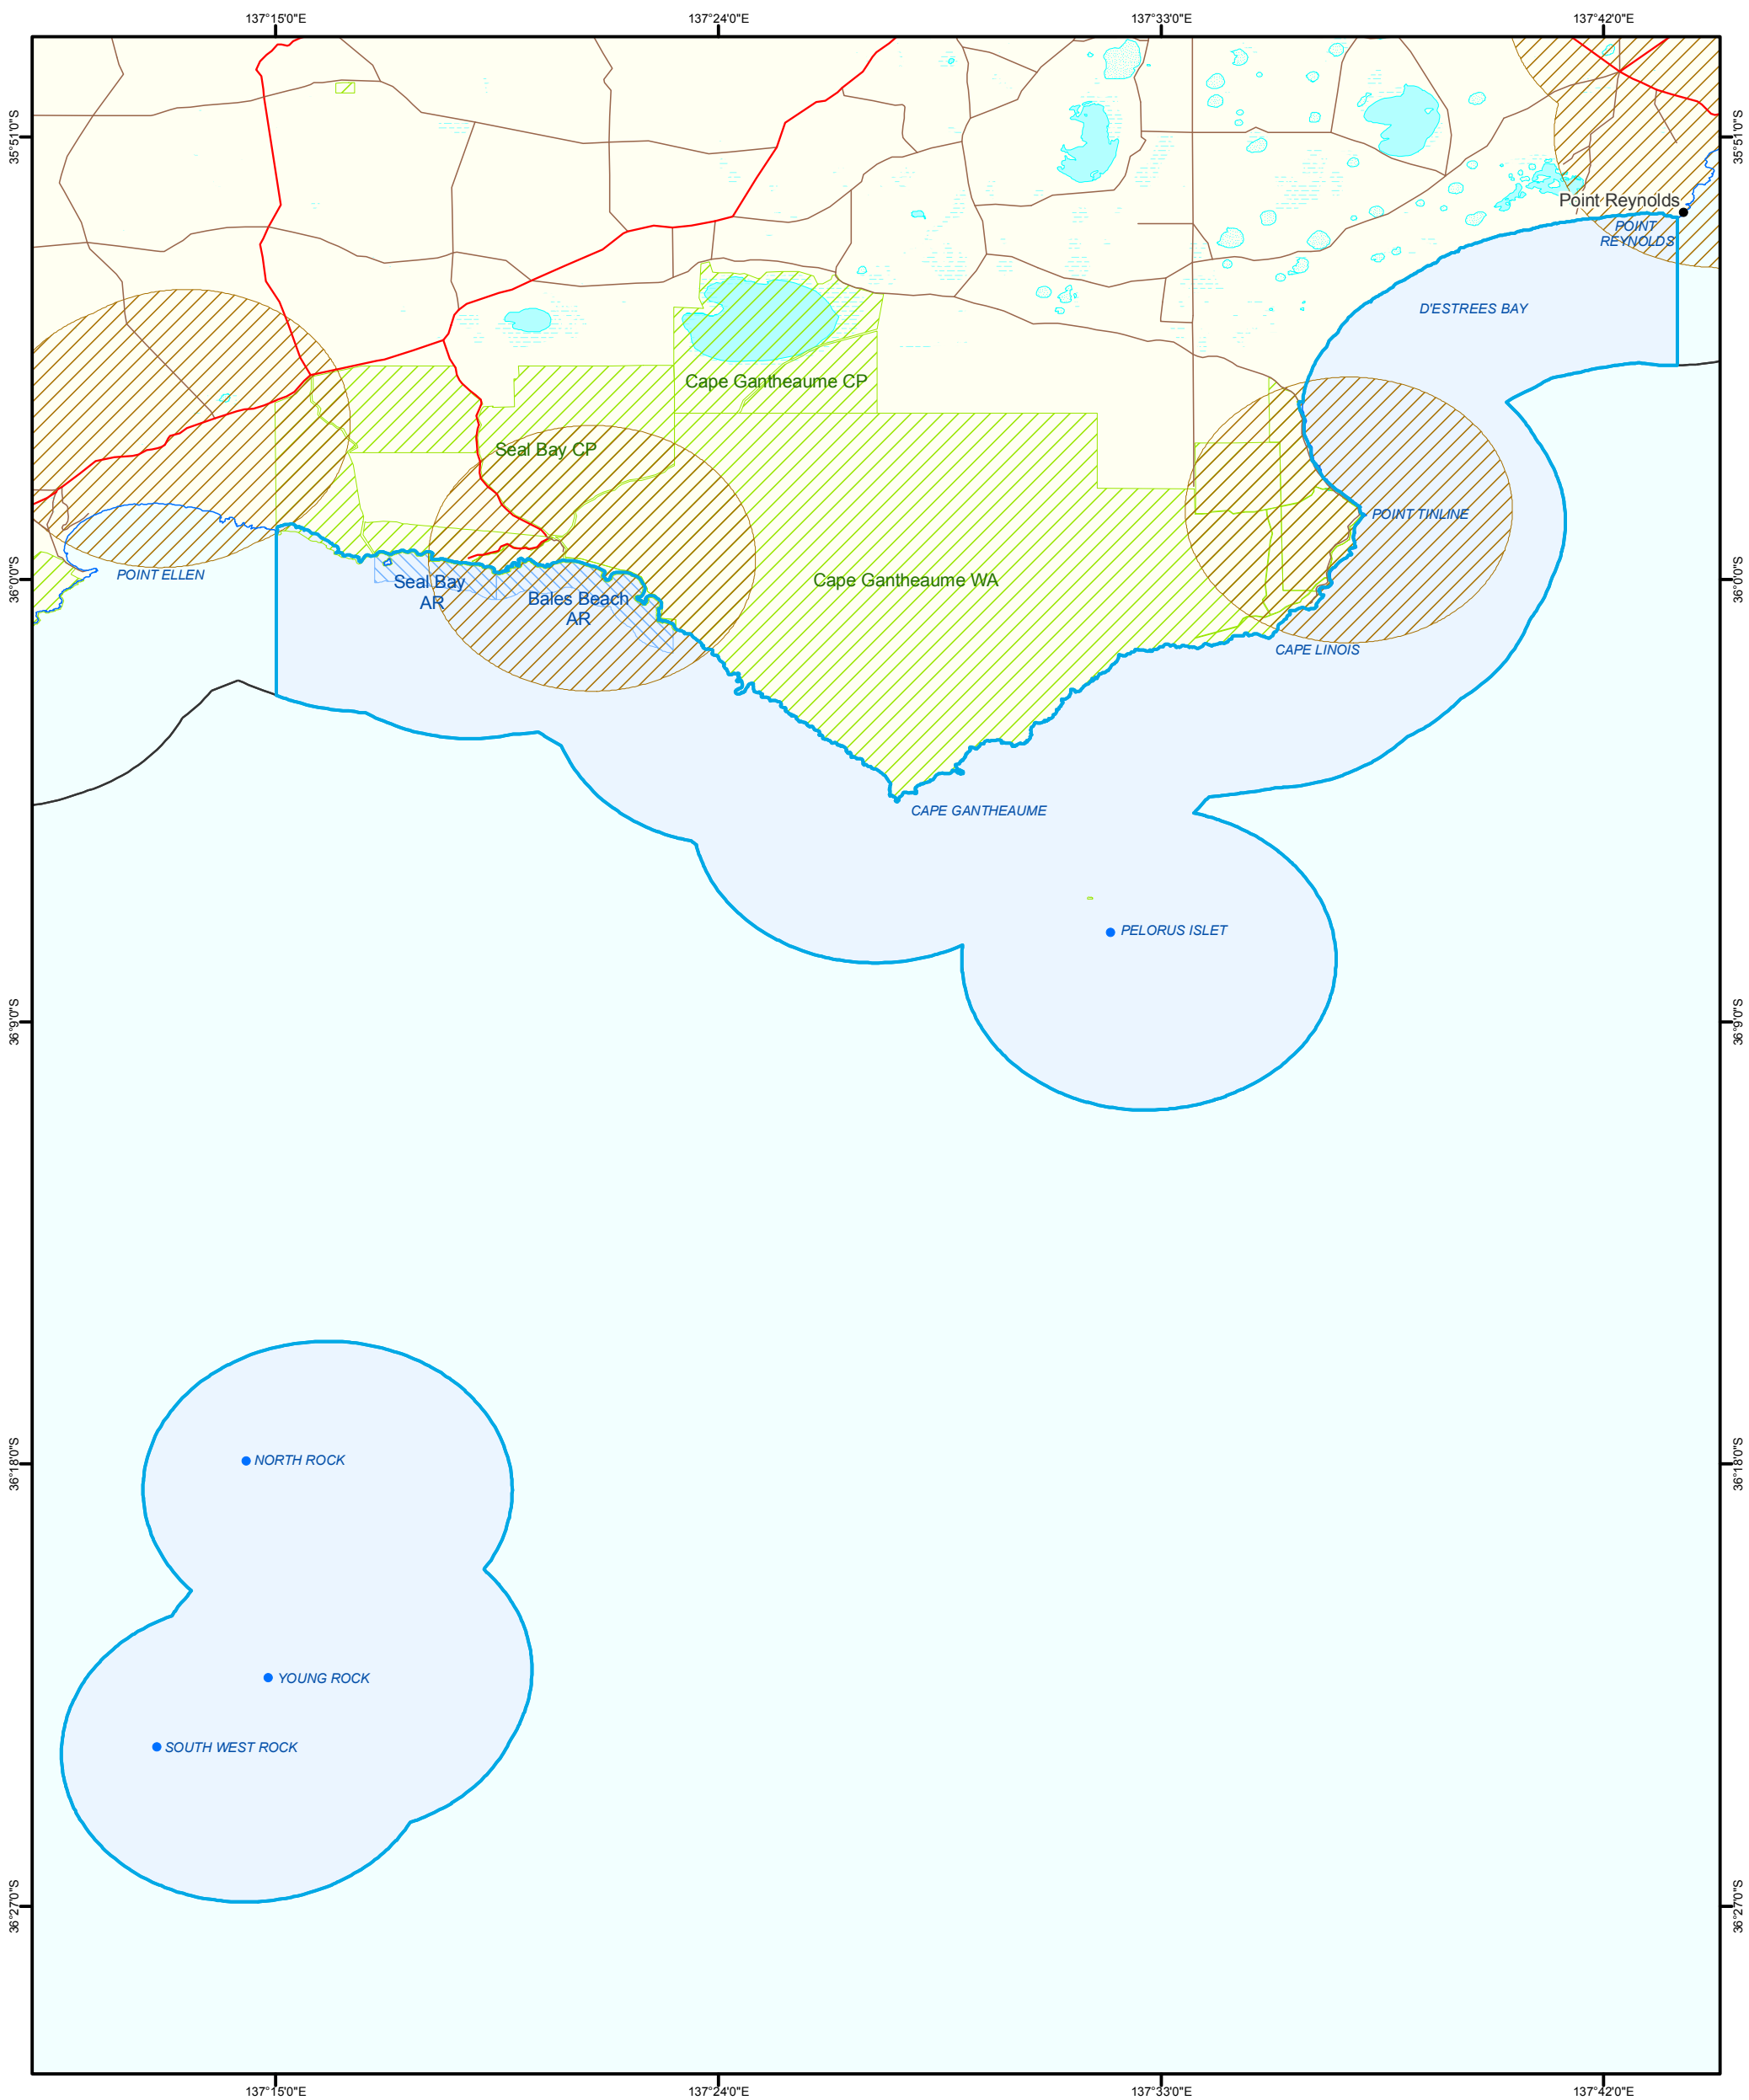 137°15'0"E
137°24'0"E
137°33'0"E
137°42'0"E
35°51'0"S
35°51'0"S
Point Reynolds
POINT
REYNOLDS
D'ESTREES BAY
Cape Gantheaume CP
Seal Bay CP
POINT TINLINE
POINT ELLEN
36°0'0"S
Seal Bay
AR
Bales Beach
AR
Cape Gantheaume WA
36°0'0"S
CAPE LINOIS
CAPE GANTHEAUME
PELORUS ISLET
36°9'0"S
36°9'0"S
NORTH ROCK
36°18'0"S
36°18'0"S
YOUNG ROCK
SOUTH WEST ROCK
36°27'0"S
36°27'0"S
137°15'0"E
137°24'0"E
137°33'0"E
137°42'0"E